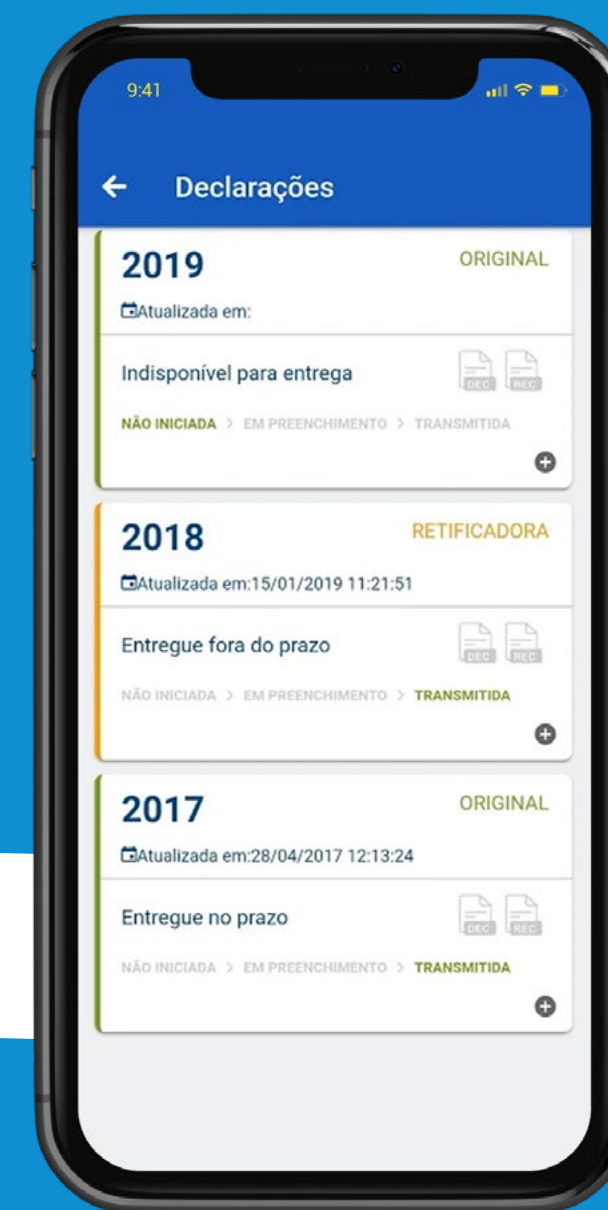 9:41
Declarações
2019 ORIGINAL
Atualizada em:
Indisponível para entrega DEC REC
NÃO INICIADA > EM PREENCHIMENTO > TRANSMITIDA
2018 RETIFICADORA
Atualizada em:15/01/2019 11:21:51
Entregue fora do prazo DEC REC
NÃO INICIADA > EM PREENCHIMENTO > TRANSMITIDA
2017 ORIGINAL
Atualizada em:28/04/2017 12:13:24
Entregue no prazo DEC REC
NÃO INICIADA > EM PREENCHIMENTO > TRANSMITIDA